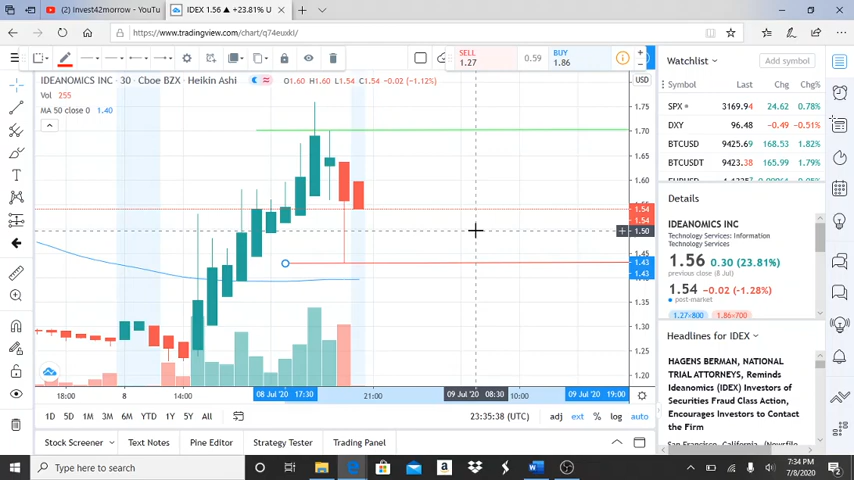 () invest42morrow - YouTu
IDEX 1.56 ▲ +23.81% U
https://www.tradingview.com/chart/q74euxkl/
SELL
1.27
0.59
BUY
1.86
IDEANOMICS INC • 30 • Cboe BZX • Heikin Ashi
O1.60 H1.60 L1.54 C1.54 -0.02 (-1.12%)
Vol 255
MA 50 close 0 1.40
USD
1.75
1.70
1.65
1.60
1.54
1.54
1.50
1.45
1.43
1.43
1.35
1.30
1.25
1.20
18:00
8
14:00
08 Jul '20 17:30
21:00
09 Jul '20 08:30
10:00
09 Jul '20 19:00
1D 5D 1M 3M 6M YTD 1Y 5Y All
23:35:38 (UTC)
adj ext % log auto
Stock Screener
Text Notes
Pine Editor
Strategy Tester
Trading Panel
Watchlist
Add symbol
Symbol Last Chg Chg%
SPX 3169.94 24.62 0.78%
DXY 96.48 -0.49 -0.51%
BTCUSD 9425.69 168.53 1.82%
BTCUSDT 9423.38 165.99 1.79%
Details
IDEANOMICS INC
Technology Services: Information
Technology Services
1.56 0.30 (23.81%)
previous close (8 Jul)
1.54 -0.02 (-1.28%)
post-market
1.27×800 1.86×700
Headlines for IDEX
HAGENS BERMAN, NATIONAL
TRIAL ATTORNEYS, Reminds
Ideanomics (IDEX) Investors of
Securities Fraud Class Action,
Encourages Investors to Contact
the Firm
Type here to search
7:34 PM
7/8/2020